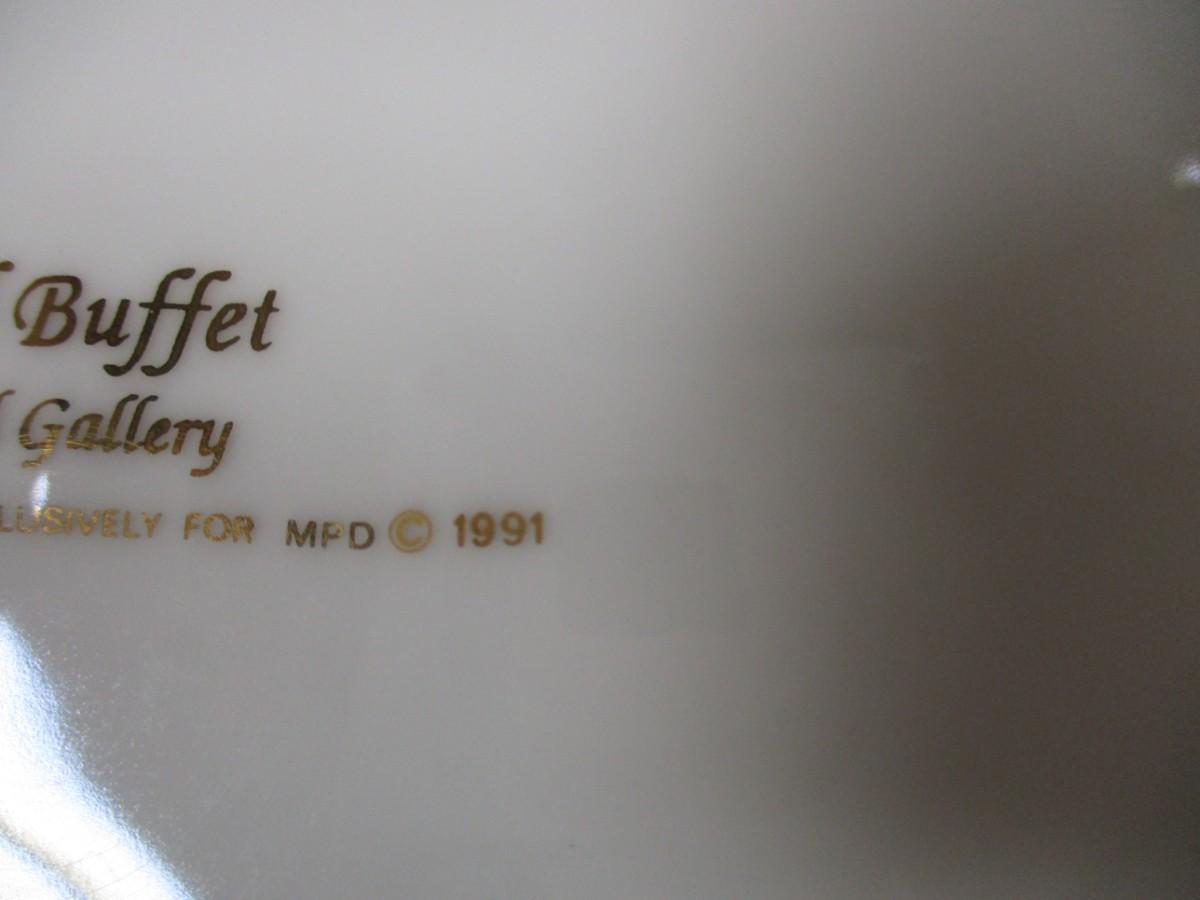 Buffet
Gallery
LUSIVELY FOR MPD © 1991